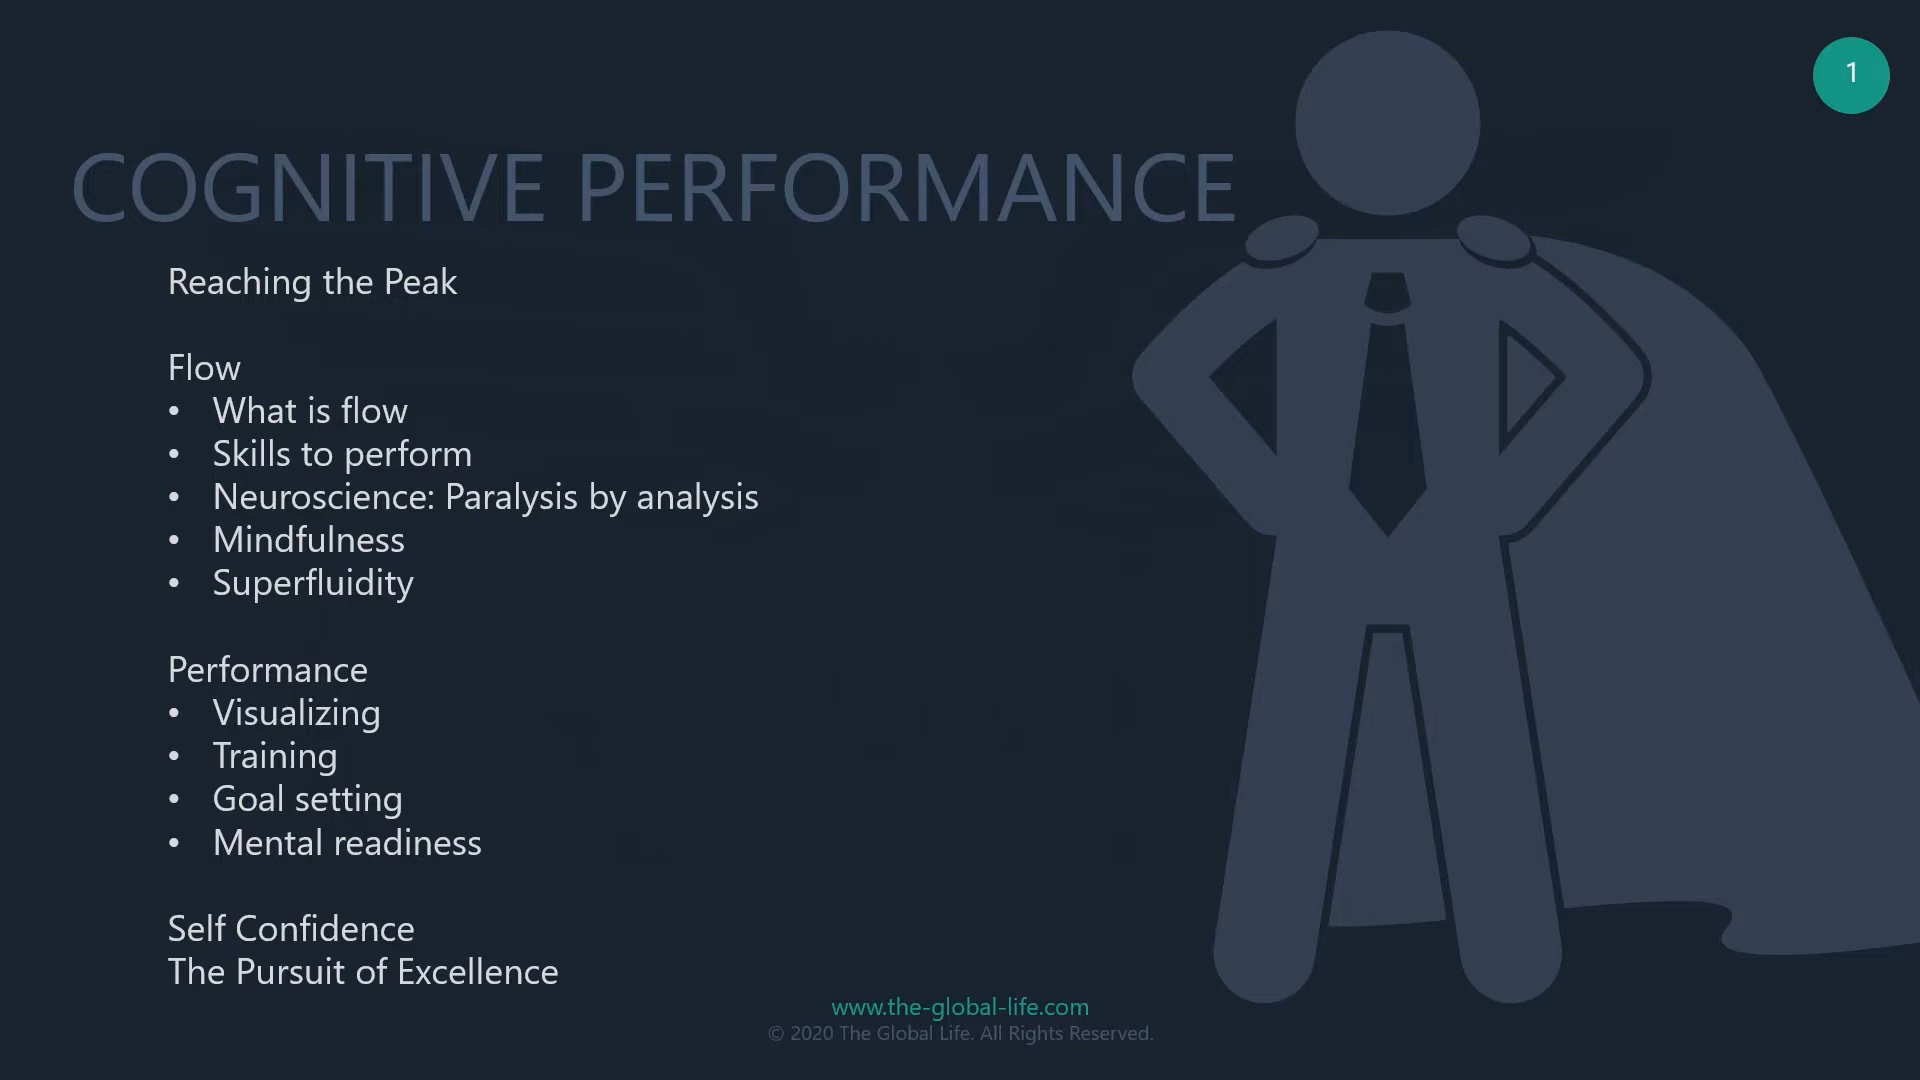 1
COGNITIVE PERFORMANCE
Reaching the Peak
Flow
• What is flow
• Skills to perform
• Neuroscience: Paralysis by analysis
• Mindfulness
• Superfluidity
Performance
• Visualizing
• Training
• Goal setting
• Mental readiness
Self Confidence
The Pursuit of Excellence
www.the-global-life.com
© 2020 The Global Life. All Rights Reserved.